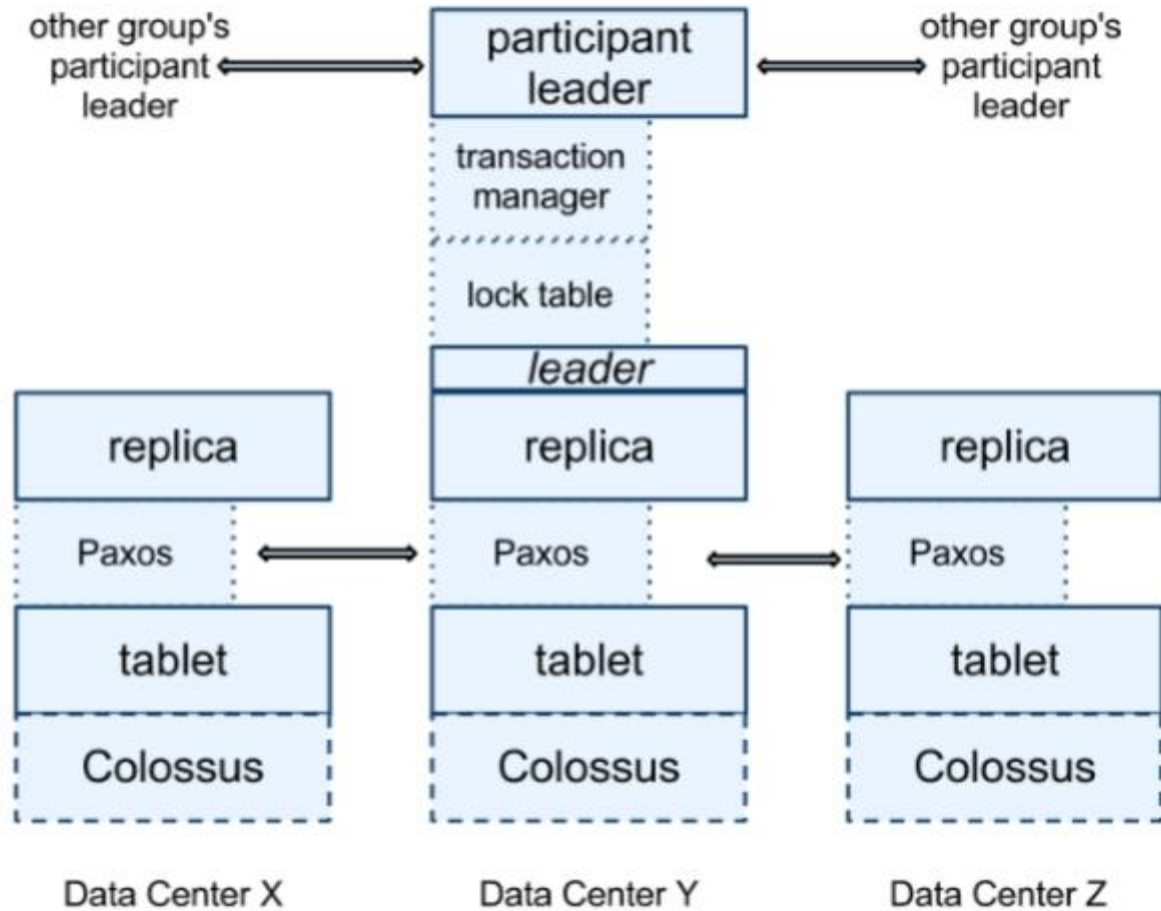 other group's
participant
leader
participant
leader
other group's
participant
leader
transaction
manager
lock table
leader
replica
replica
replica
Paxos
Paxos
Paxos
tablet
tablet
tablet
Colossus
Colossus
Colossus
Data Center X
Data Center Y
Data Center Z